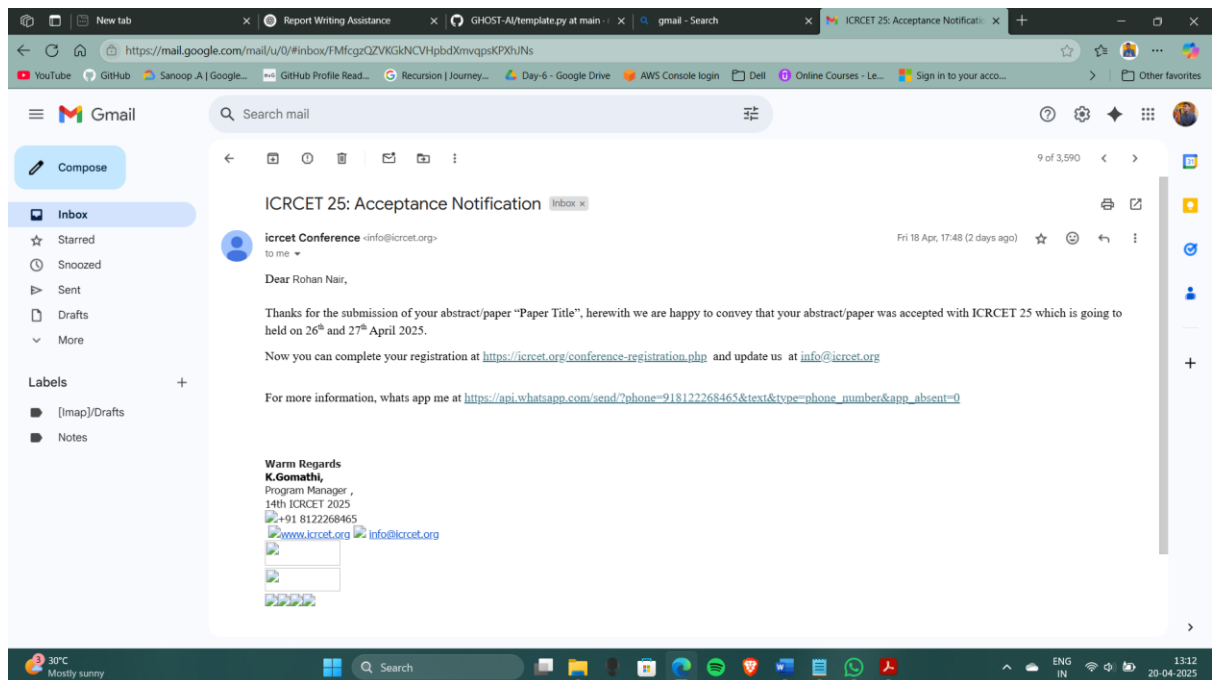 New tab
Report Writing Assistance
GHOST-AI/template.py at main · r
gmail - Search
ICRCET 25: Acceptance Notificatio
https://mail.google.com/mail/u/0/#inbox/FMfcgzQZVKGkNCVHpbdXmvqpsKPXhJNs
YouTube
GitHub
Sanoop .A | Google...
GitHub Profile Read...
Recursion | Journey...
Day-6 - Google Drive
AWS Console login
Dell
Online Courses - Le...
Sign in to your acco...
Other favorites
Gmail
Search mail
Compose
9 of 3,590
Inbox
Starred
Snoozed
Sent
Drafts
More
Labels
[Imap]/Drafts
Notes
ICRCET 25: Acceptance Notification Inbox x
icrcet Conference <info@icrcet.org>
Fri 18 Apr, 17:48 (2 days ago)
to me
Dear Rohan Nair,
Thanks for the submission of your abstract/paper “Paper Title”, herewith we are happy to convey that your abstract/paper was accepted with ICRCET 25 which is going to
held on 26th and 27th April 2025.
Now you can complete your registration at https://icrcet.org/conference-registration.php and update us at info@icrcet.org
For more information, whats app me at https://api.whatsapp.com/send/?phone=918122268465&text&type=phone_number&app_absent=0
Warm Regards
K.Gomathi,
Program Manager ,
14th ICRCET 2025
+91 8122268465
www.icrcet.org info@icrcet.org
3
30°C
Mostly sunny
Search
ENG
IN
13:12
20-04-2025